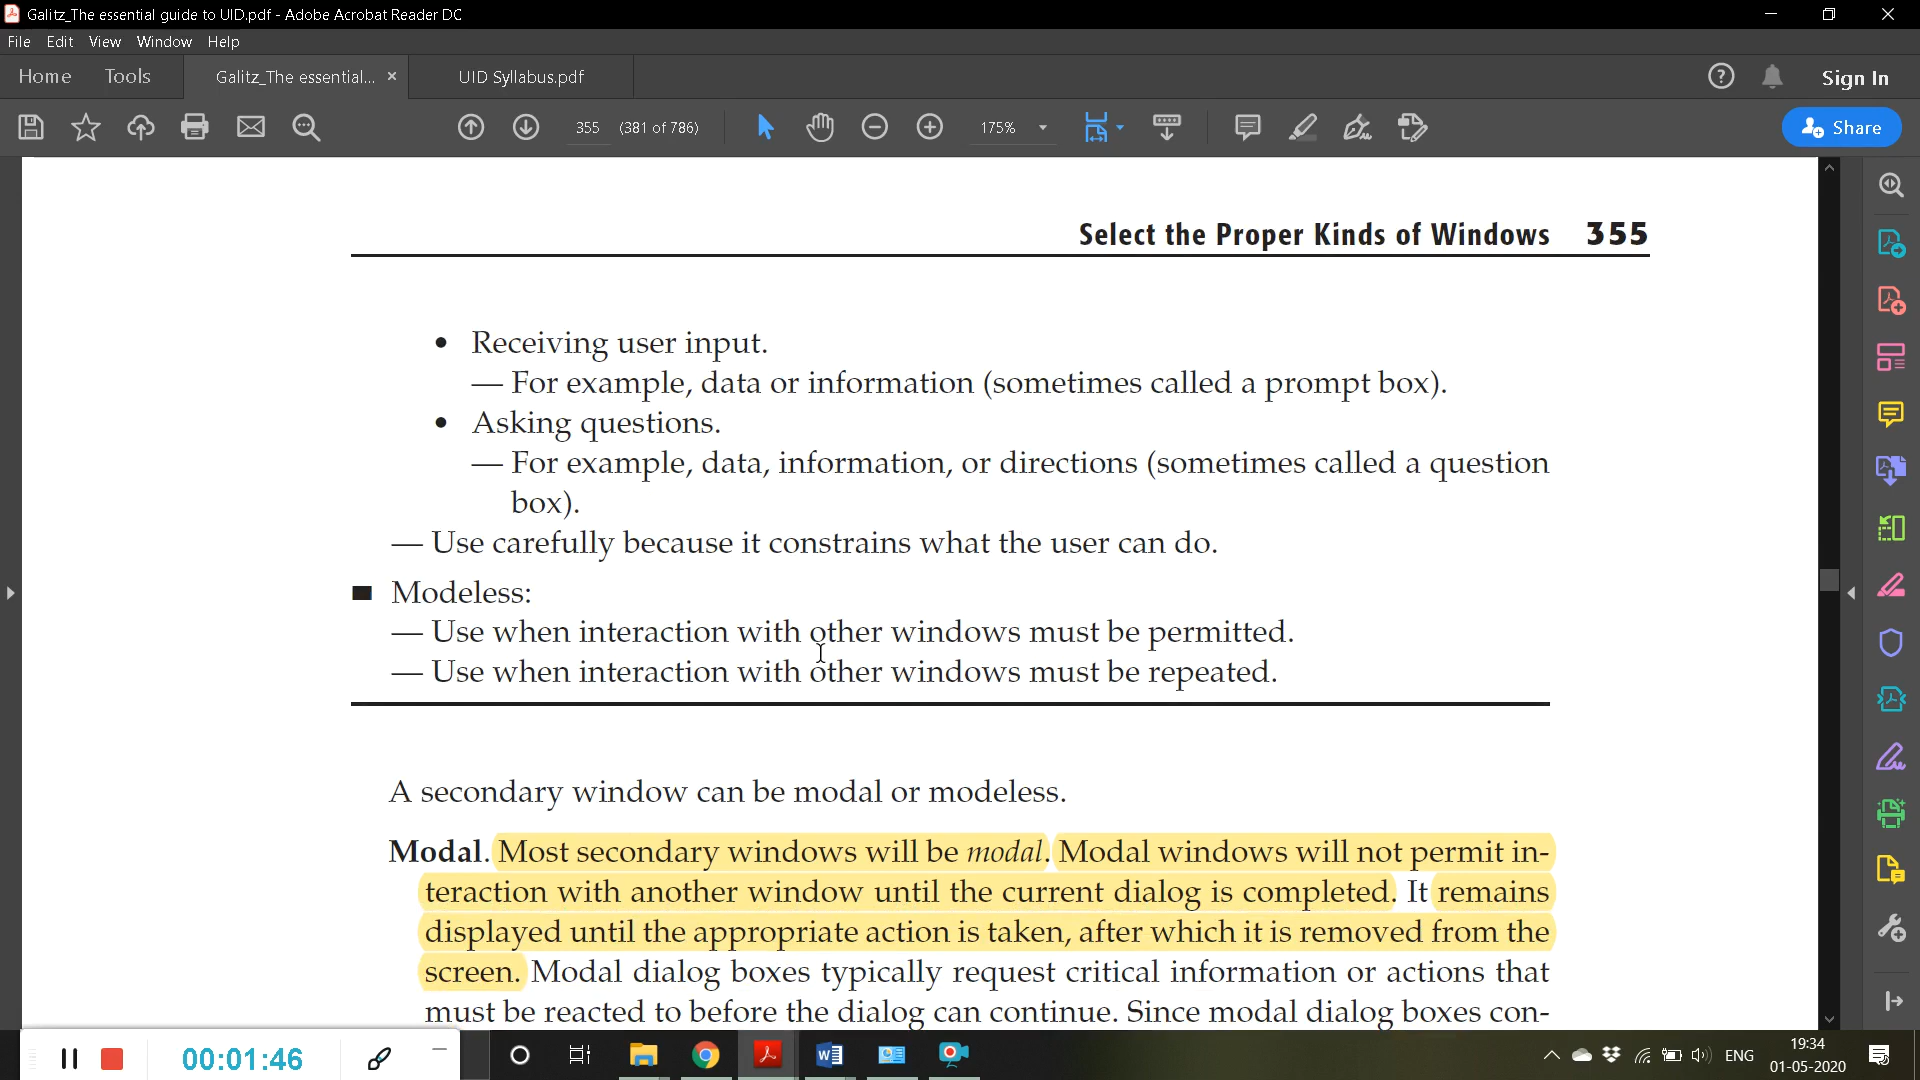 Galitz_The essential guide to UID.pdf - Adobe Acrobat Reader DC
File Edit View Window Help
Home Tools Galitz_The essential... × UID Syllabus.pdf Sign In
355 (381 of 786) 175% Share
Select the Proper Kinds of Windows 355
• Receiving user input.
— For example, data or information (sometimes called a prompt box).
• Asking questions.
— For example, data, information, or directions (sometimes called a question
box).
— Use carefully because it constrains what the user can do.
■ Modeless:
— Use when interaction with other windows must be permitted.
— Use when interaction with other windows must be repeated.
A secondary window can be modal or modeless.
Modal. Most secondary windows will be modal. Modal windows will not permit in-
teraction with another window until the current dialog is completed. It remains
displayed until the appropriate action is taken, after which it is removed from the
screen. Modal dialog boxes typically request critical information or actions that
must be reacted to before the dialog can continue. Since modal dialog boxes con-
00:01:46
ENG
19:34
01-05-2020